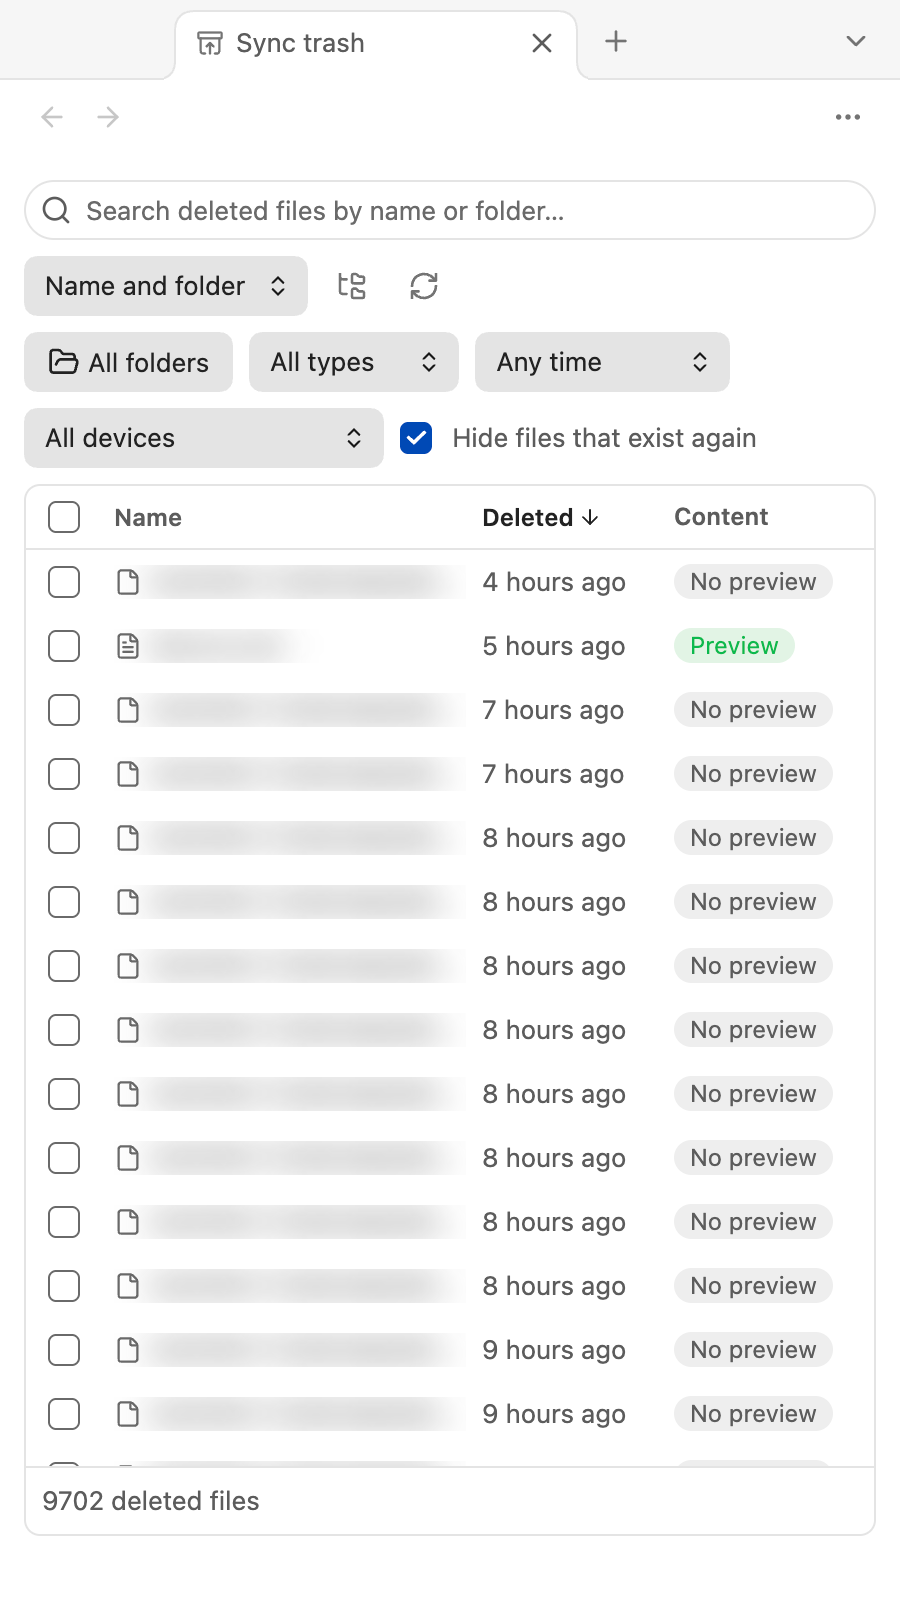 Sync trash
Search deleted files by name or folder...
Name and folder
All folders All types Any time
All devices Hide files that exist again
Name Deleted Content
4 hours ago No preview
5 hours ago Preview
7 hours ago No preview
7 hours ago No preview
8 hours ago No preview
8 hours ago No preview
8 hours ago No preview
8 hours ago No preview
8 hours ago No preview
8 hours ago No preview
8 hours ago No preview
8 hours ago No preview
9 hours ago No preview
9 hours ago No preview
9702 deleted files